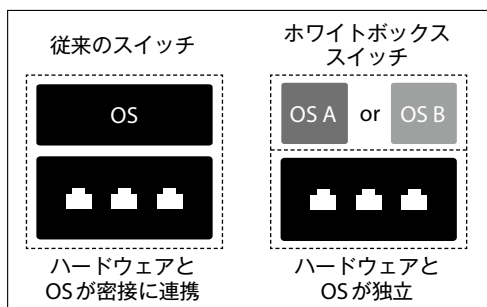 従来のスイッチ
OS
ハードウェアと
OSが密接に連携
ホワイトボックス
スイッチ
OS A or OS B
ハードウェアと
OSが独立